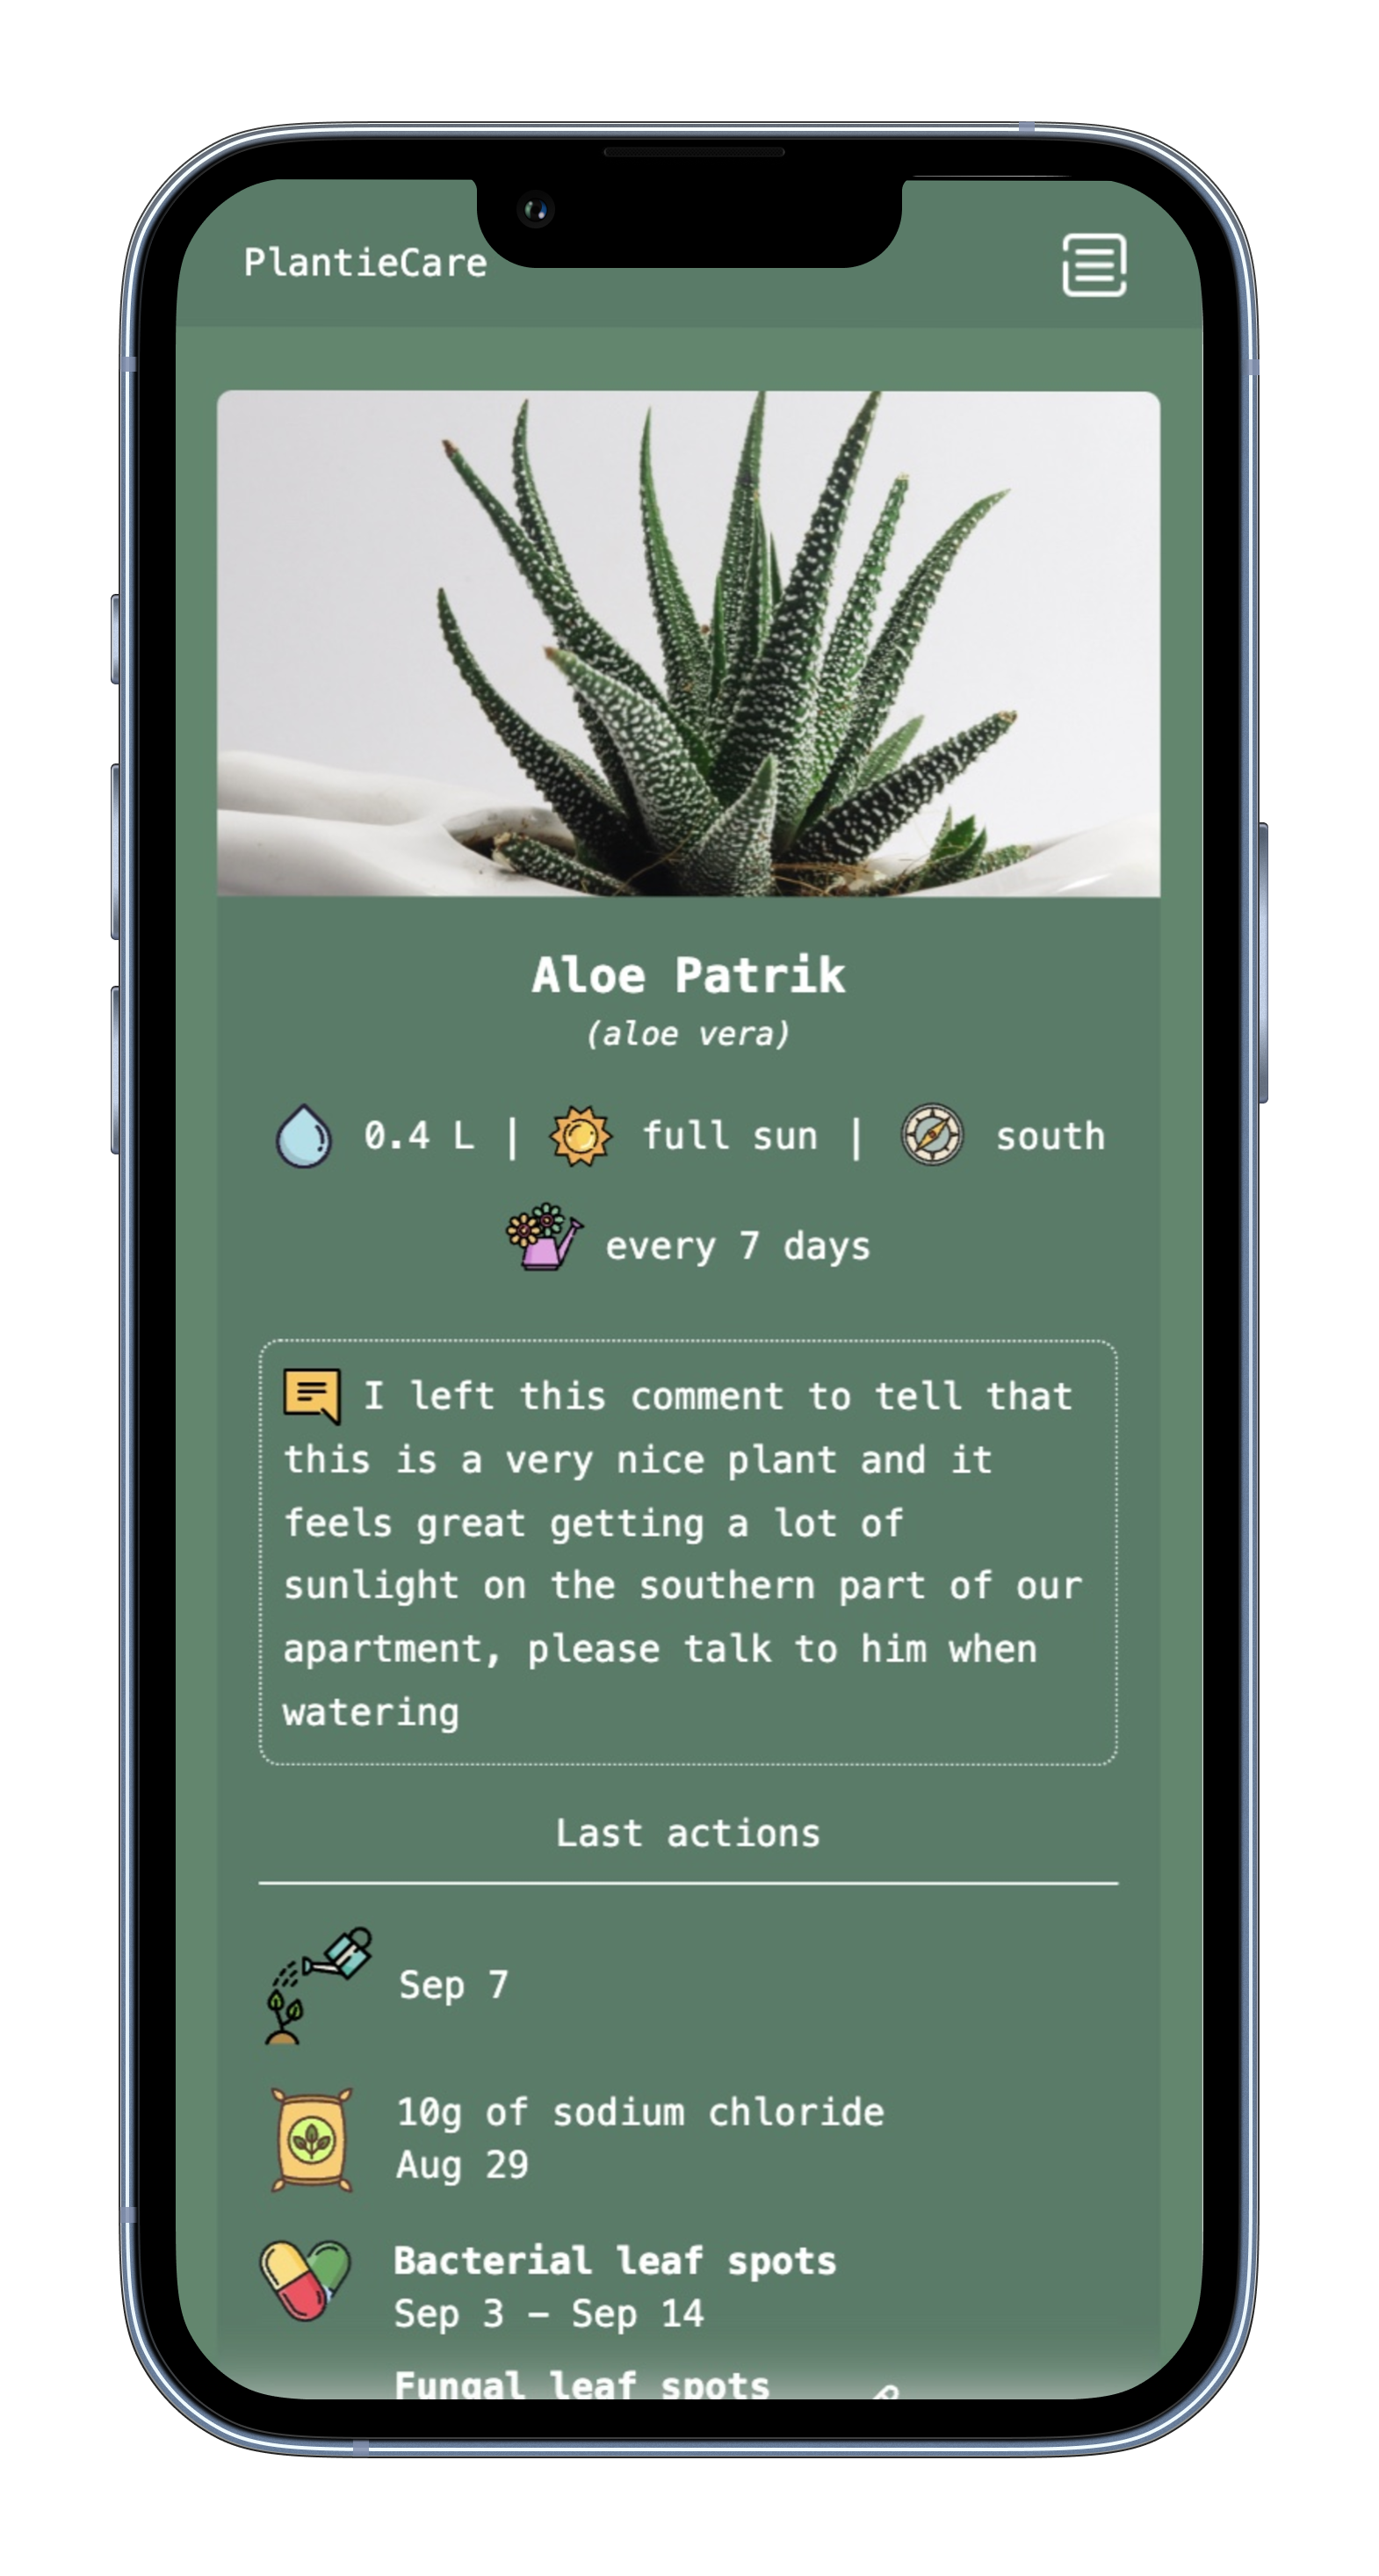 PlantieCare
Aloe Patrik
(aloe vera)
0.4 L | full sun | south
every 7 days
I left this comment to tell that
this is a very nice plant and it
feels great getting a lot of
sunlight on the southern part of our
apartment, please talk to him when
watering
Last actions
Sep 7
10g of sodium chloride
Aug 29
Bacterial leaf spots
Sep 3 – Sep 14
Fungal leaf spots